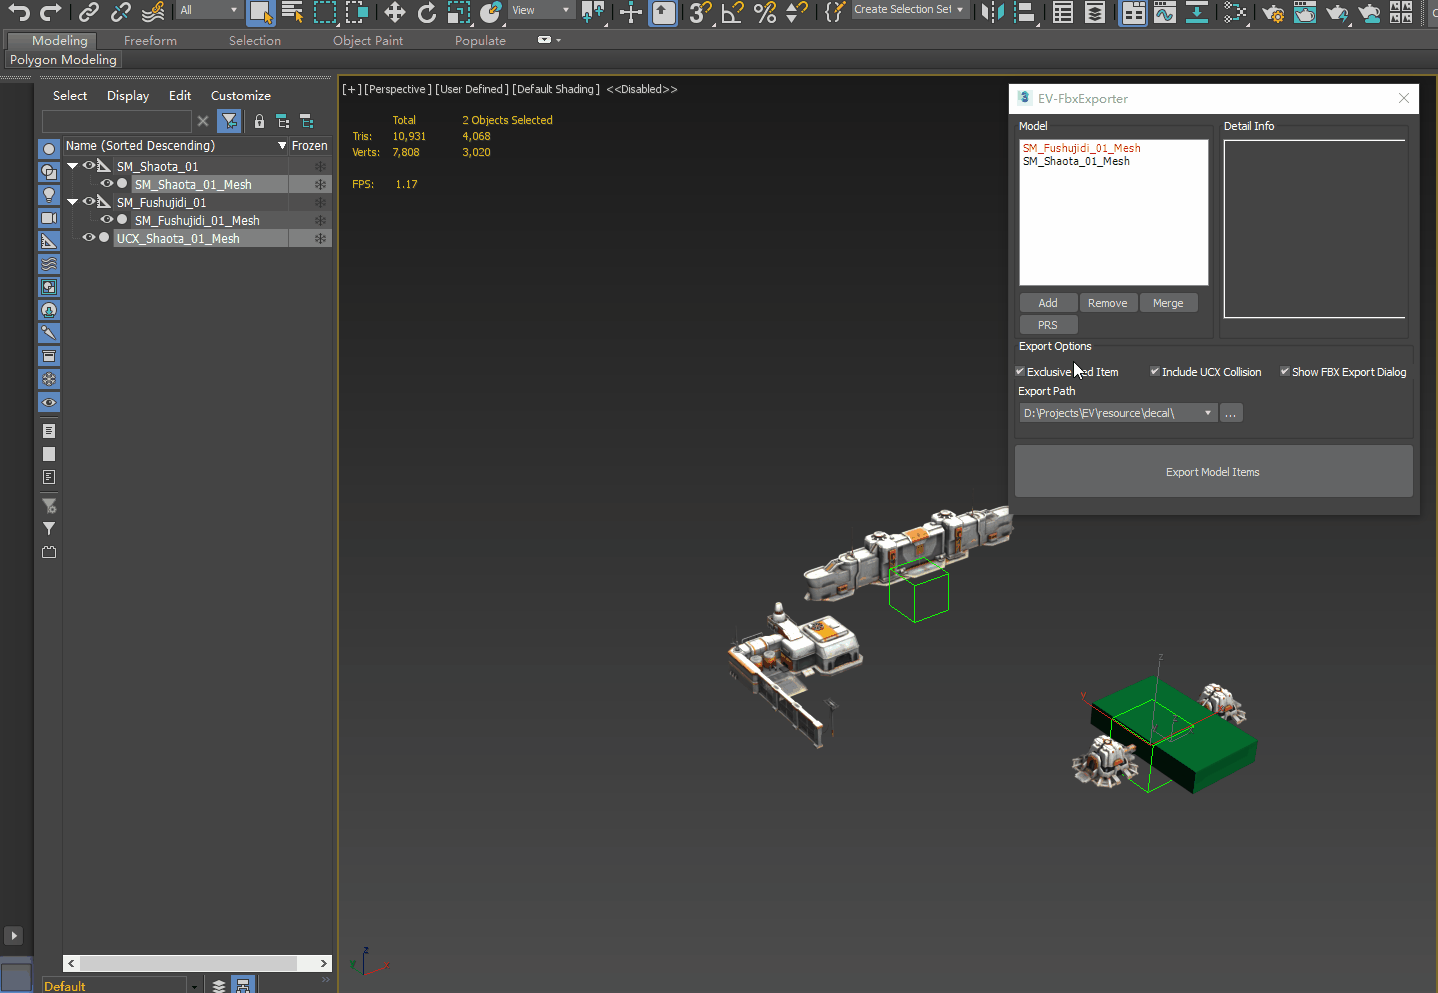 All
View
3
Create Selection Set
Modeling
Freeform
Selection
Object Paint
Populate
Polygon Modeling
Select
Display
Edit
Customize
Name (Sorted Descending)
Frozen
SM_Shaota_01
SM_Shaota_01_Mesh
SM_Fushujidi_01
SM_Fushujidi_01_Mesh
UCX_Shaota_01_Mesh
Default
[+] [Perspective] [User Defined] [Default Shading] <<Disabled>>
Total 2 Objects Selected
Tris: 10,931 4,068
Verts: 7,808 3,020
FPS: 1.17
EV-FbxExporter
Model
SM_Fushujidi_01_Mesh
SM_Shaota_01_Mesh
Detail Info
Add
Remove
Merge
PRS
Export Options
Exclusive ed Item
Include UCX Collision
Show FBX Export Dialog
Export Path
D:\Projects\EV\resource\decal\
...
Export Model Items
z
y
z
x